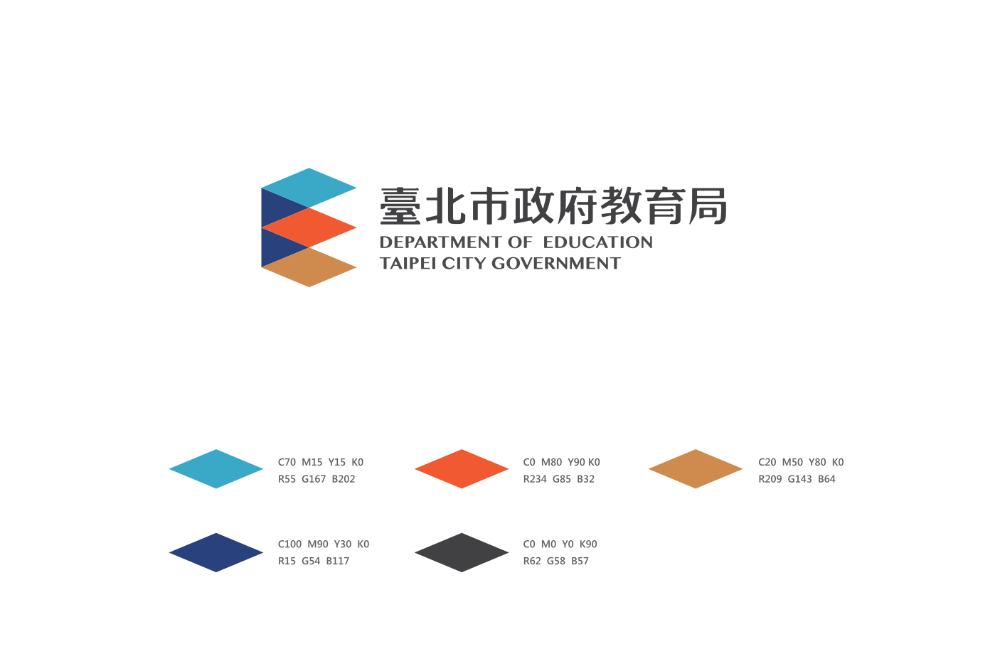 臺北市政府教育局
DEPARTMENT OF EDUCATION
TAIPEI CITY GOVERNMENT
C70 M15 Y15 K0
R55 G167 B202
C0 M80 Y90 K0
R234 G85 B32
C20 M50 Y80 K0
R209 G143 B64
C100 M90 Y30 K0
R15 G54 B117
C0 M0 Y0 K90
R62 G58 B57